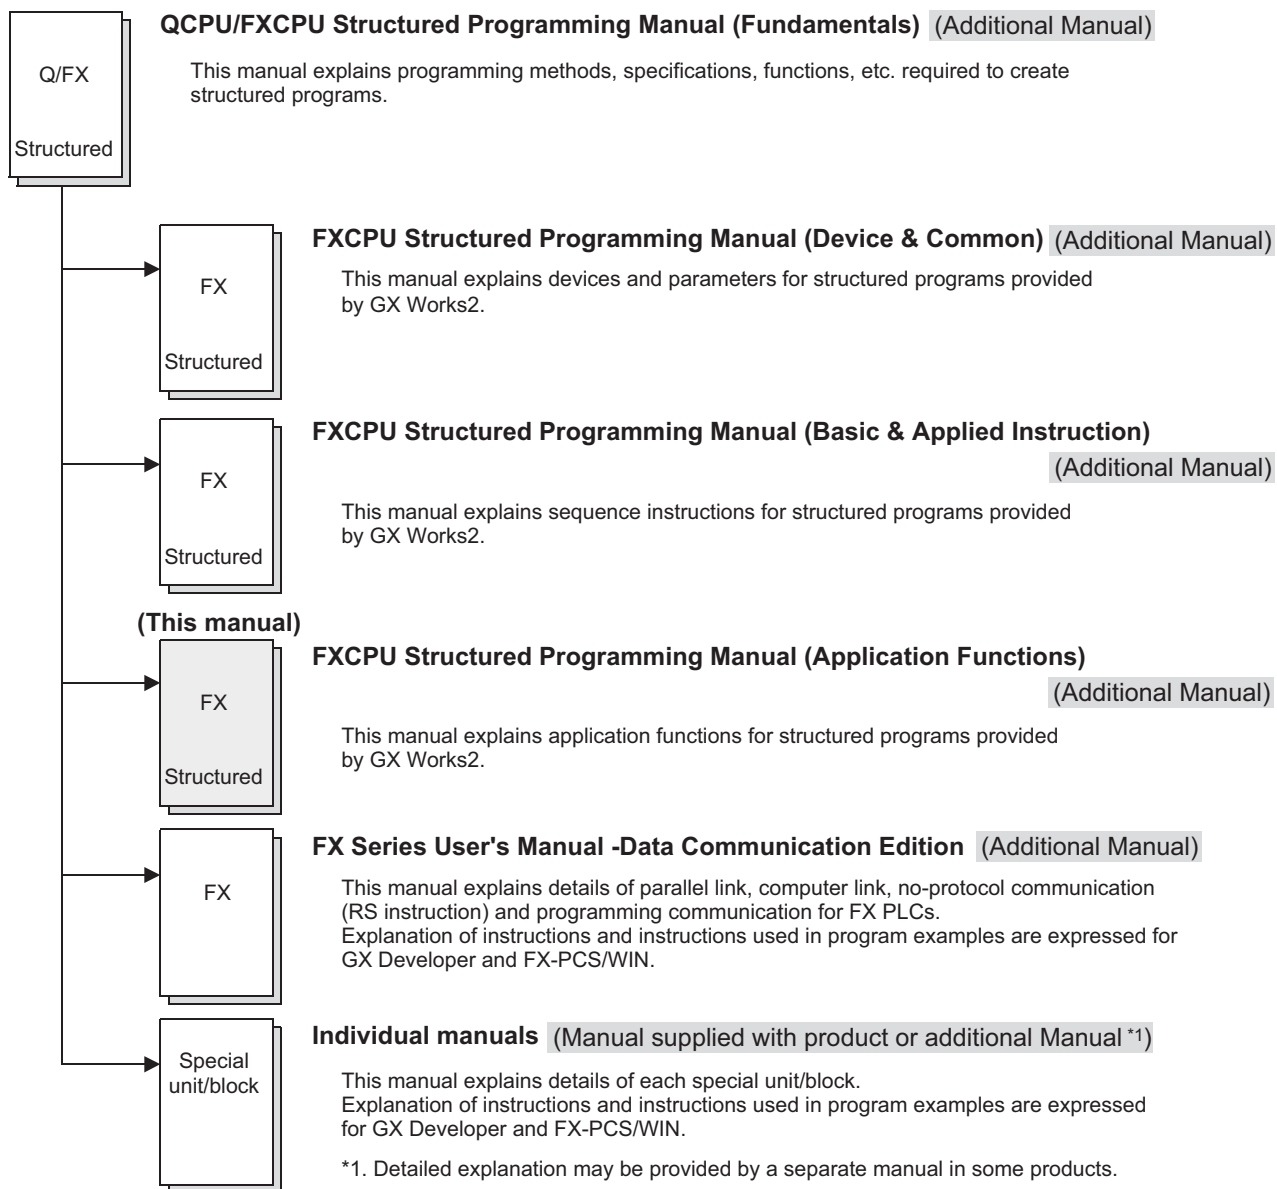 QCPU/FXCPU Structured Programming Manual (Fundamentals) (Additional Manual)
Q/FX
Structured
This manual explains programming methods, specifications, functions, etc. required to create
structured programs.
FXCPU Structured Programming Manual (Device & Common) (Additional Manual)
FX
Structured
This manual explains devices and parameters for structured programs provided
by GX Works2.
FXCPU Structured Programming Manual (Basic & Applied Instruction)
(Additional Manual)
FX
Structured
This manual explains sequence instructions for structured programs provided
by GX Works2.
(This manual)
FXCPU Structured Programming Manual (Application Functions)
(Additional Manual)
FX
Structured
This manual explains application functions for structured programs provided
by GX Works2.
FX Series User's Manual -Data Communication Edition (Additional Manual)
FX
This manual explains details of parallel link, computer link, no-protocol communication
(RS instruction) and programming communication for FX PLCs.
Explanation of instructions and instructions used in program examples are expressed for
GX Developer and FX-PCS/WIN.
Individual manuals (Manual supplied with product or additional Manual *1)
Special
unit/block
This manual explains details of each special unit/block.
Explanation of instructions and instructions used in program examples are expressed
for GX Developer and FX-PCS/WIN.
*1. Detailed explanation may be provided by a separate manual in some products.